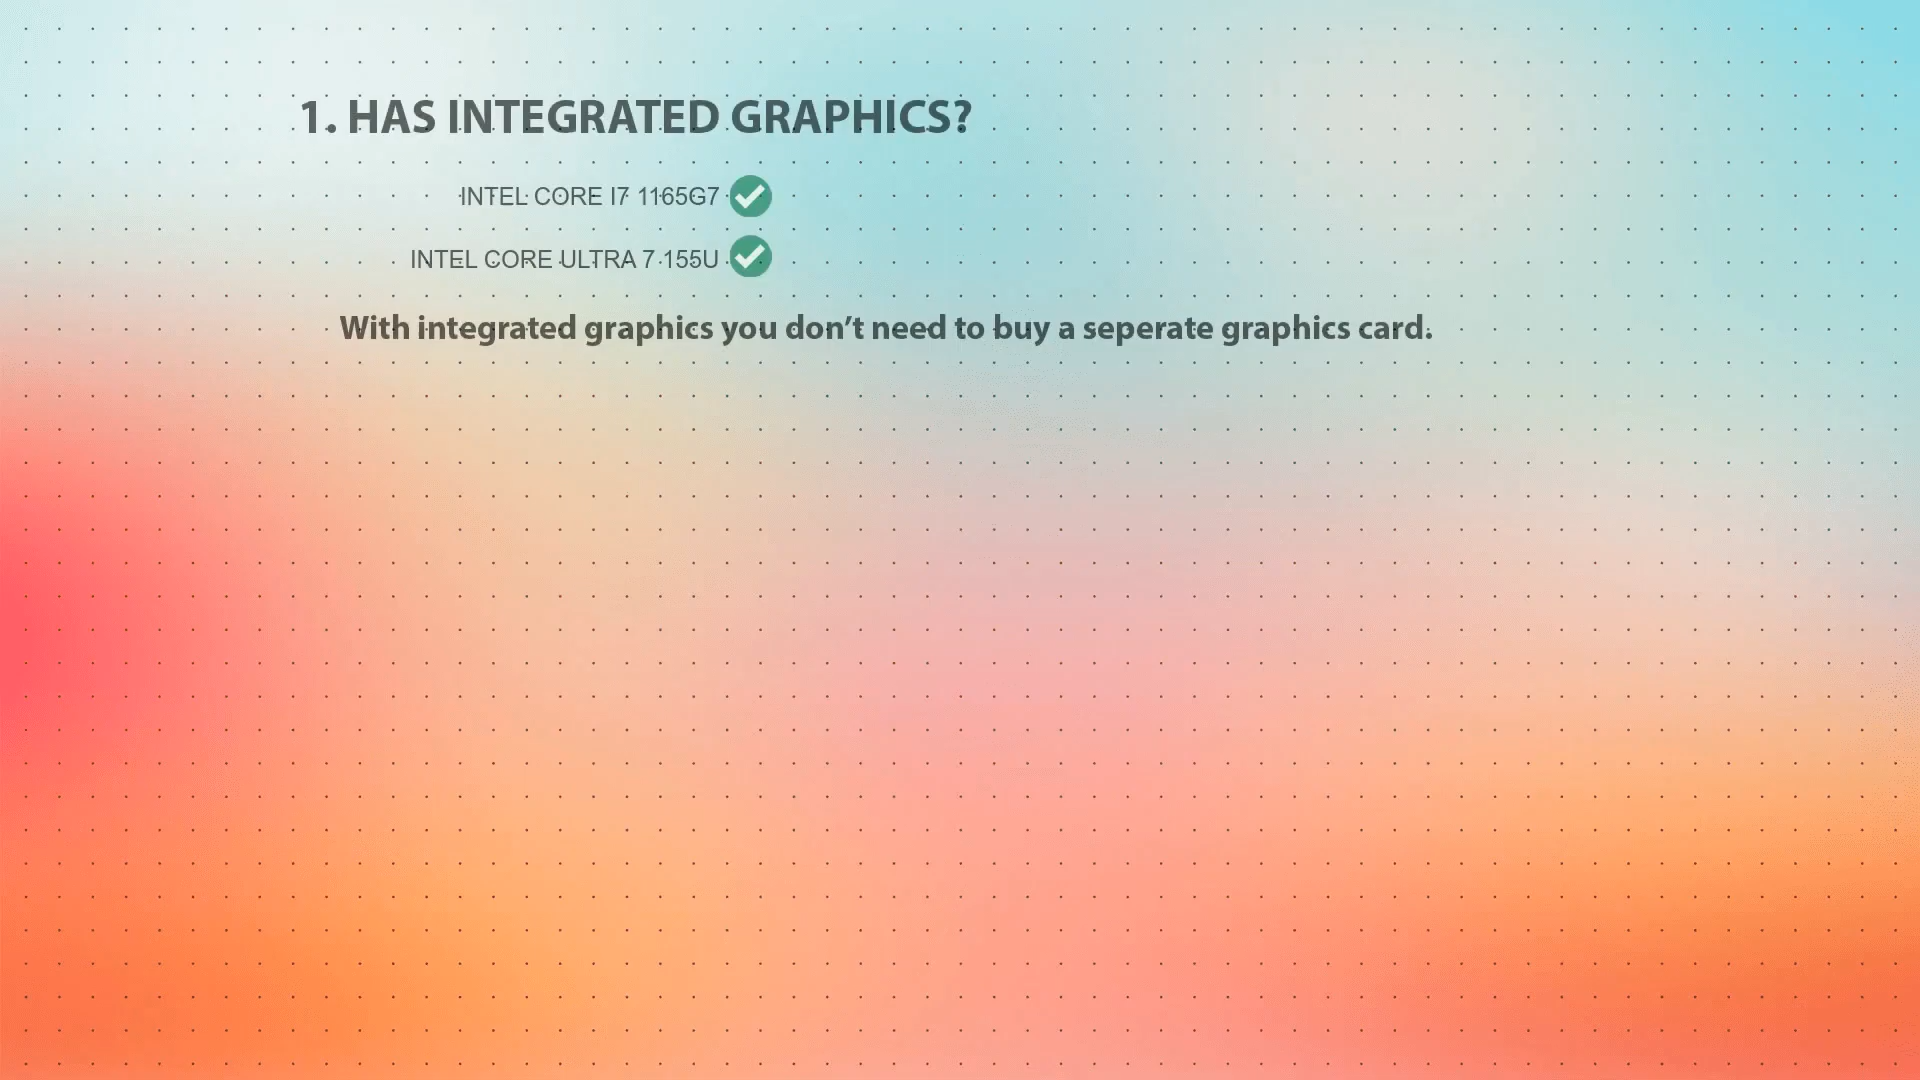 1. HAS INTEGRATED GRAPHICS?
INTEL CORE I7 1165G7
INTEL CORE ULTRA 7 155U
With integrated graphics you don’t need to buy a seperate graphics card.